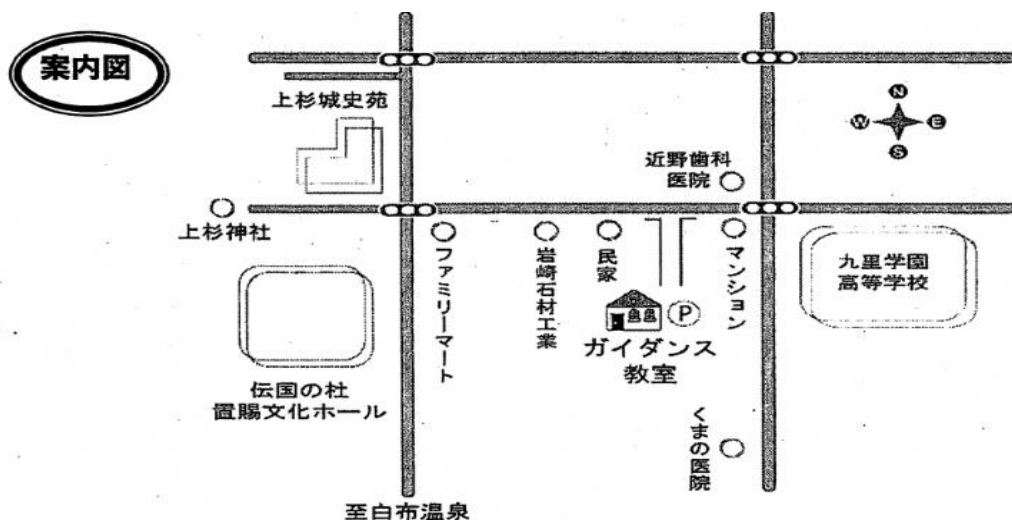 案内図
N
W
E
S
上杉城史苑
近野歯科
医院
上杉神社
ファミリーマート
岩崎石材工業
民家
マンション
九里学園
高等学校
P
ガイダンス
教室
伝国の杜
置賜文化ホール
くまの医院
至白布温泉